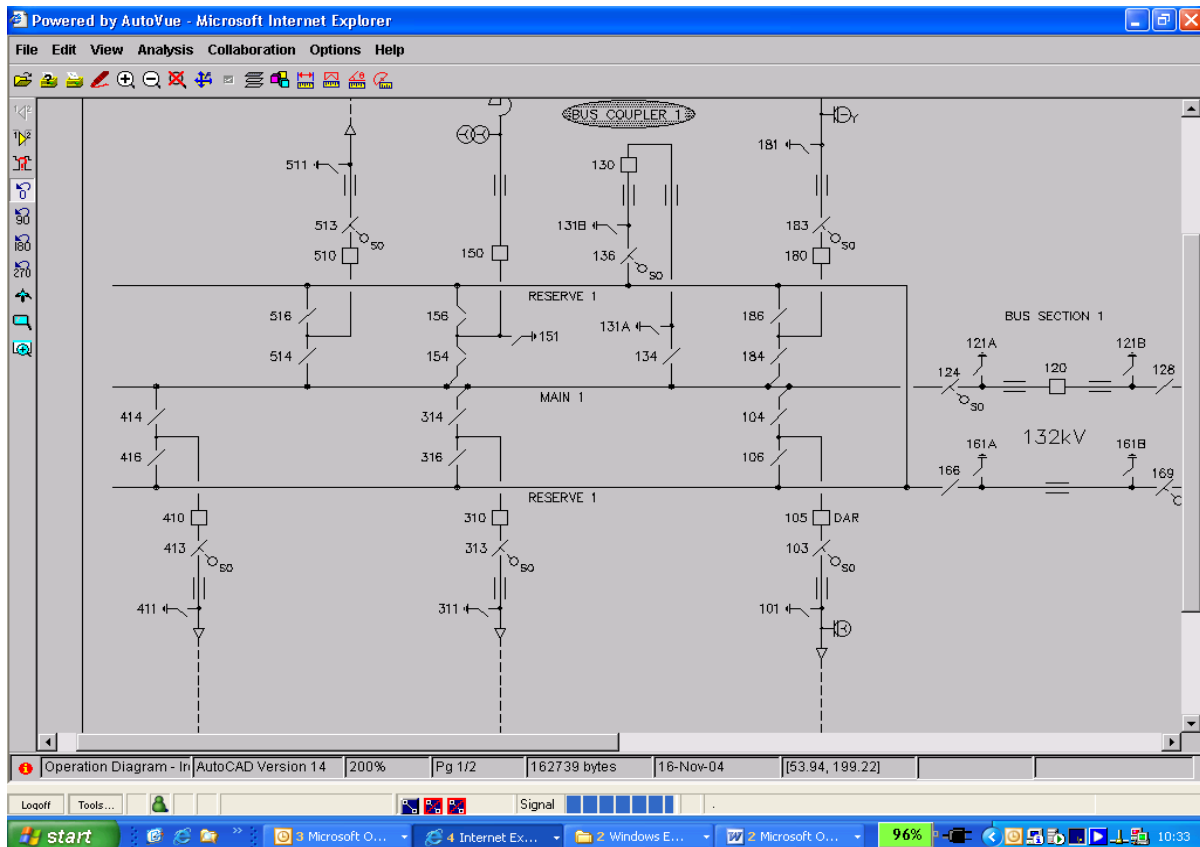 Powered by AutoVue - Microsoft Internet Explorer
File Edit View Analysis Collaboration Options Help
BUS COUPLER 1
Y
181
511
130
513
SO
131B
183
SO
510
150
136
SO
180
RESERVE 1
516
156
151
131A
186
BUS SECTION 1
514
154
134
184
121A
121B
124
120
128
SO
MAIN 1
414
314
104
132kV
416
316
106
161A
161B
166
169
RESERVE 1
410
310
105
DAR
413
SO
313
SO
103
SO
411
311
101
Operation Diagram - In AutoCAD Version 14 200% Pg 1/2 162739 bytes 16-Nov-04 [53.94, 199.22]
Logoff Tools... Signal .
start » 3 Microsoft O... 4 Internet Ex... 2 Windows E... 2 Microsoft O... 96% 10:33